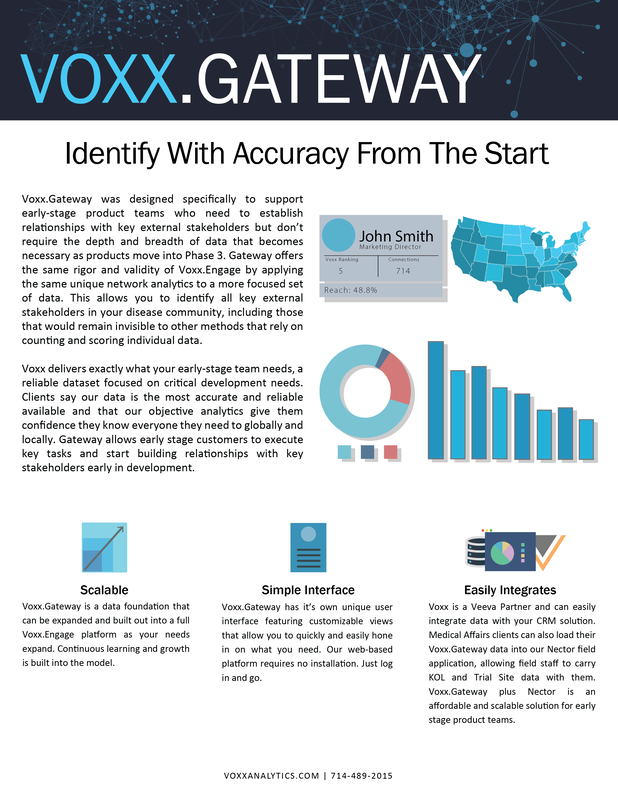 VOXX.GATEWAY
Identify With Accuracy From The Start
Voxx.Gateway was designed specifically to support
early-stage product teams who need to establish
relationships with key external stakeholders but don't
require the depth and breadth of data that becomes
necessary as products move into Phase 3. Gateway offers
the same rigor and validity of Voxx.Engage by applying
the same unique network analytics to a more focused set
of data. This allows you to identify all key external
stakeholders in your disease community, including those
that would remain invisible to other methods that rely on
counting and scoring individual data.
Voxx delivers exactly what your early-stage team needs, a
reliable dataset focused on critical development needs.
Clients say our data is the most accurate and reliable
available and that our objective analytics give them
confidence they know everyone they need to globally and
locally. Gateway allows early stage customers to execute
key tasks and start building relationships with key
stakeholders early in development.
John Smith
Marketing Director
Voxx Ranking
Connections
5
714
Reach: 48.8%
Scalable
Voxx.Gateway is a data foundation that
can be expanded and built out into a full
Voxx.Engage platform as your needs
expand. Continuous learning and growth
is built into the model.
Simple Interface
Voxx.Gateway has it's own unique user
interface featuring customizable views
that allow you to quickly and easily hone
in on what you need. Our web-based
platform requires no installation. Just log
in and go.
Easily Integrates
Voxx is a Veeva Partner and can easily
integrate data with your CRM solution.
Medical Affairs clients can also load their
Voxx.Gateway data into our Nector field
application, allowing field staff to carry
KOL and Trial Site data with them.
Voxx.Gateway plus Nector is an
affordable and scalable solution for early
stage product teams.
VOXXANALYTICS.COM | 714-489-2015